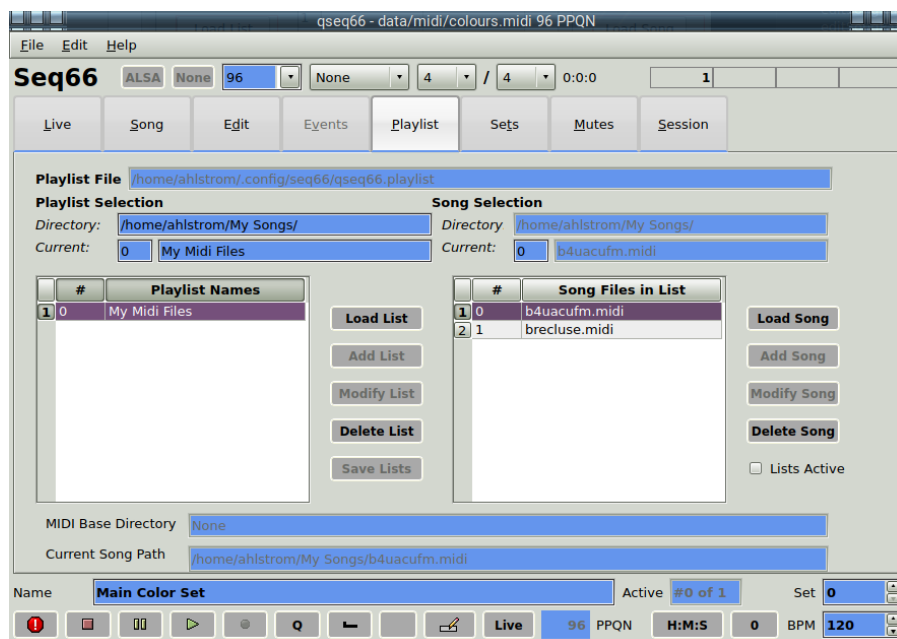 qseq66 - data/midi/colours.midi 96 PPQN
File Edit Help
Seq66 ALSA None 96 None 4 / 4 0:0:0 1
Live Song Edit Events Playlist Sets Mutes Session
Playlist File /home/ahlstrom/.config/seq66/qseq66.playlist
Playlist Selection Song Selection
Directory: /home/ahlstrom/My Songs/ Directory /home/ahlstrom/My Songs/
Current: 0 My Midi Files Current: 0 b4uacufm.midi
# Playlist Names # Song Files in List
1 0 My Midi Files 1 0 b4uacufm.midi
2 1 brecluse.midi
Load List Load Song
Add List Add Song
Modify List Modify Song
Delete List Delete Song
Save Lists Lists Active
MIDI Base Directory None
Current Song Path /home/ahlstrom/My Songs/b4uacufm.midi
Name Main Color Set Active #0 of 1 Set 0
Q Live 96 PPQN H:M:S 0 BPM 120